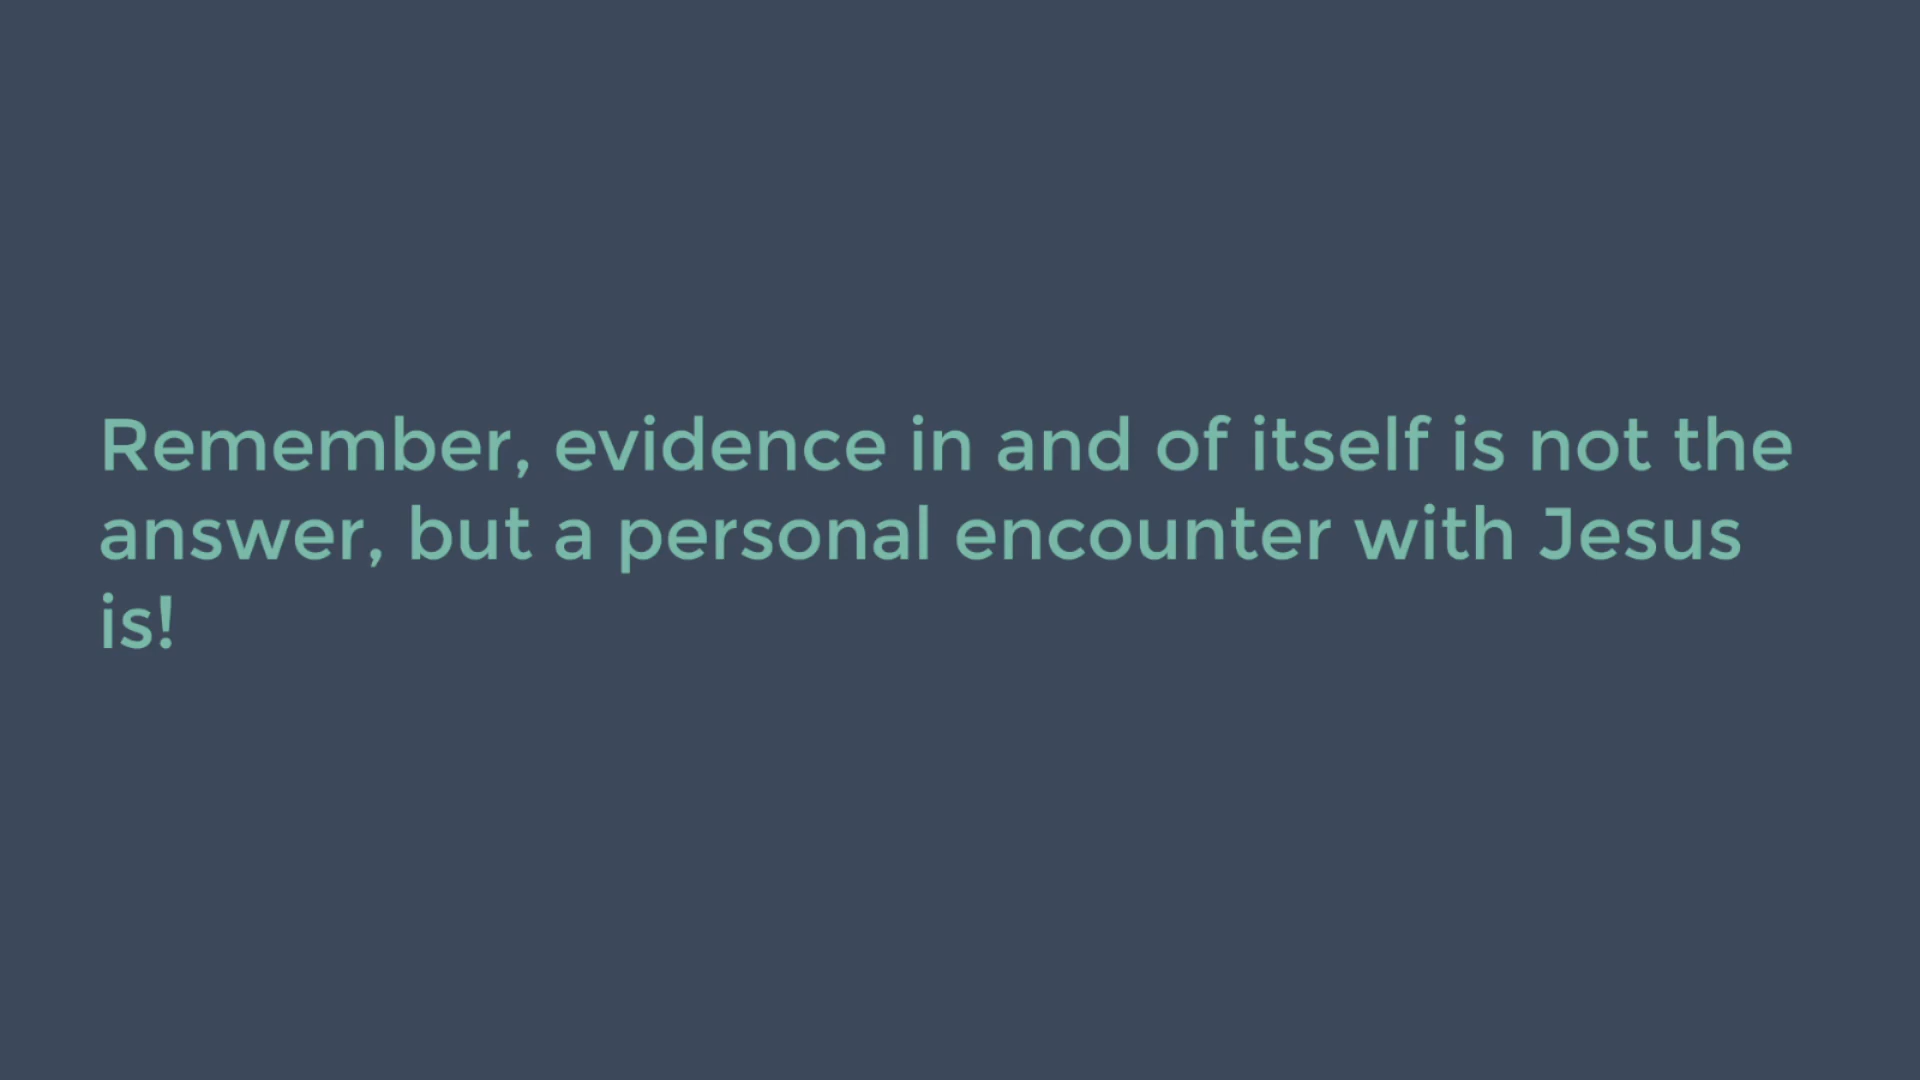 Remember, evidence in and of itself is not the
answer, but a personal encounter with Jesus
is!